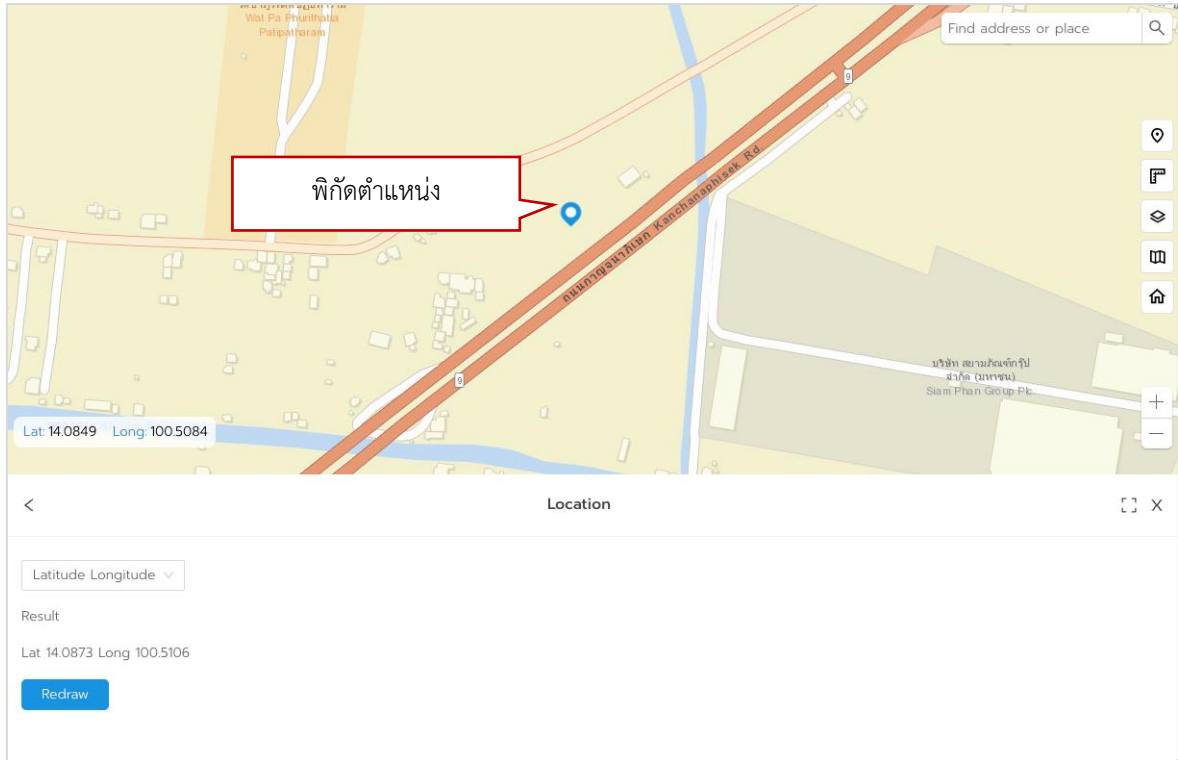 Wat Pa Phurithatta
Patipatharam
Find address or place
9
พิกัดตำแหน่ง
ถนนกาญจนาภิเษก Kanchanaphisek Rd
บริษัท สยามภัณฑ์กรุ๊ป
จำกัด (มหาชน)
Siam Phan Group Plc.
9
+
Lat: 14.0849 Long: 100.5084
−
< Location X
Latitude Longitude
Result
Lat 14.0873 Long 100.5106
Redraw